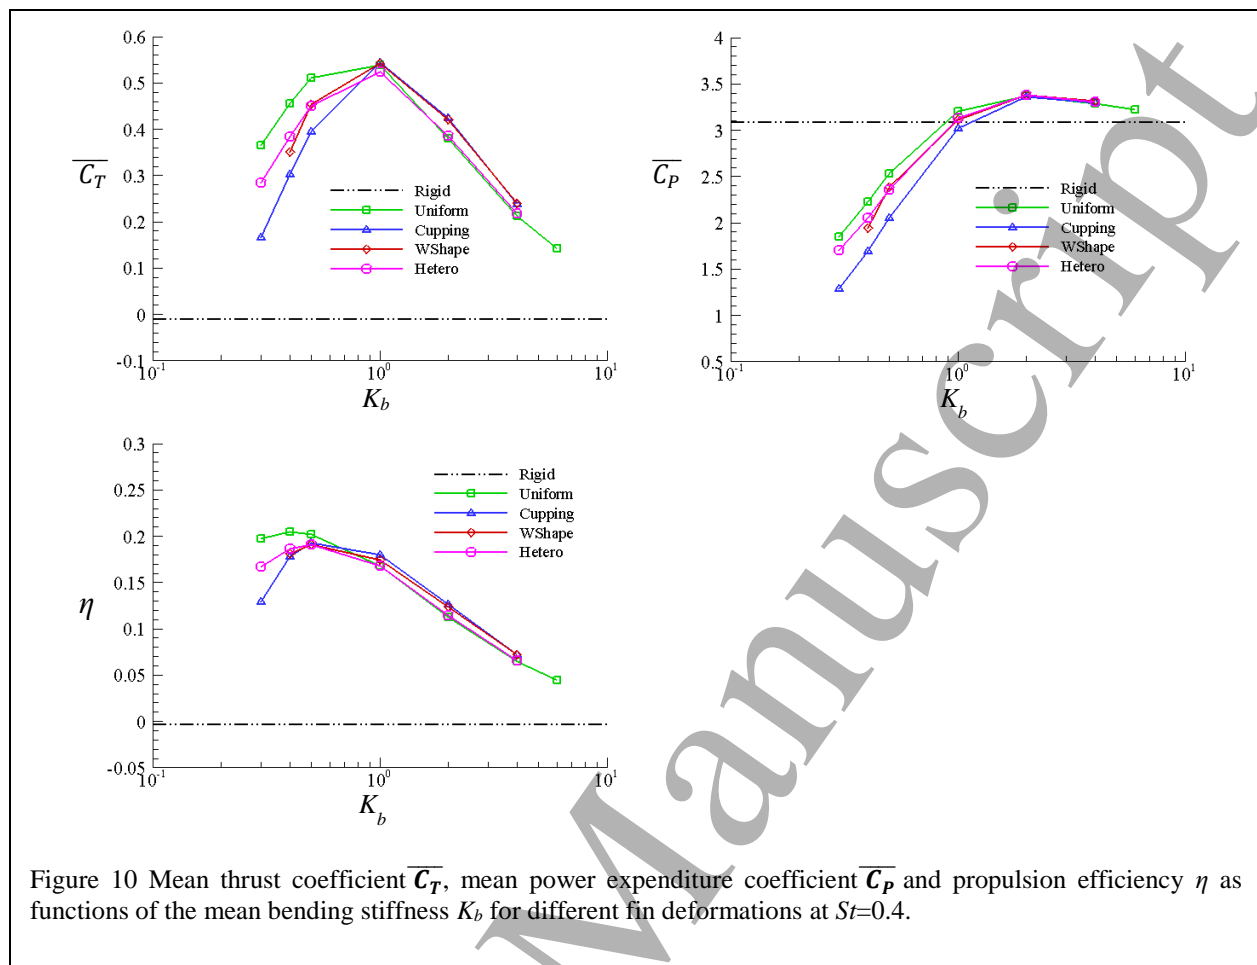 0.6
0.5
0.4
0.3
0.2
0.1
0
-0.1
C_T
10^-1
10^0
10^1
K_b
Rigid
Uniform
Cupping
WShape
Hetero
4
3.5
3
2.5
2
1.5
1
0.5
C_P
10^-1
10^0
10^1
K_b
Rigid
Uniform
Cupping
WShape
Hetero
0.3
0.25
0.2
0.15
0.1
0.05
0
-0.05
η
10^-1
10^0
10^1
K_b
Rigid
Uniform
Cupping
WShape
Hetero
Manuscript
Figure 10 Mean thrust coefficient C_T, mean power expenditure coefficient C_P and propulsion efficiency η as
functions of the mean bending stiffness K_b for different fin deformations at St=0.4.